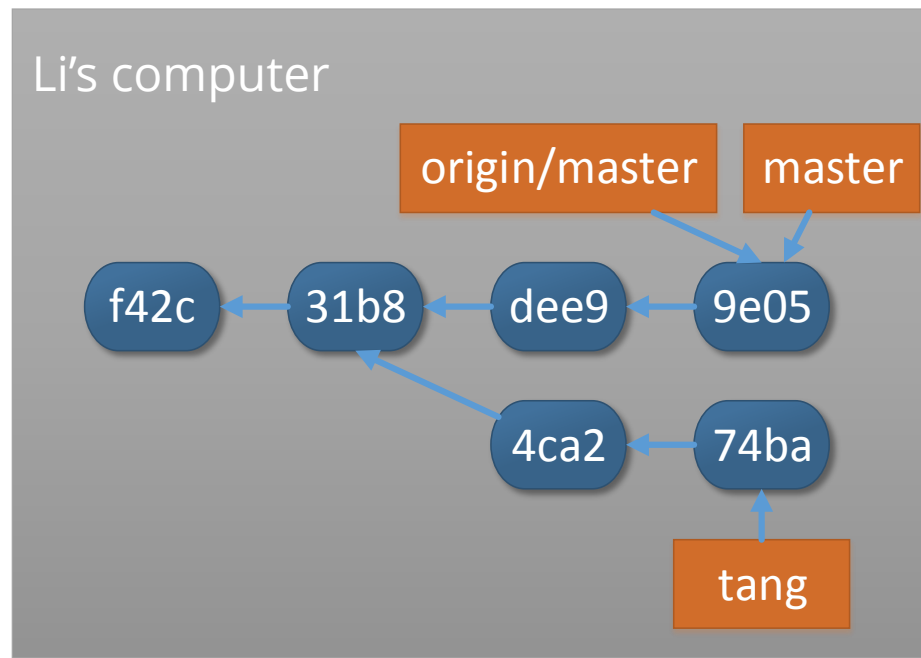 Li's computer
origin/master master
f42c 31b8 dee9 9e05
4ca2 74ba
tang